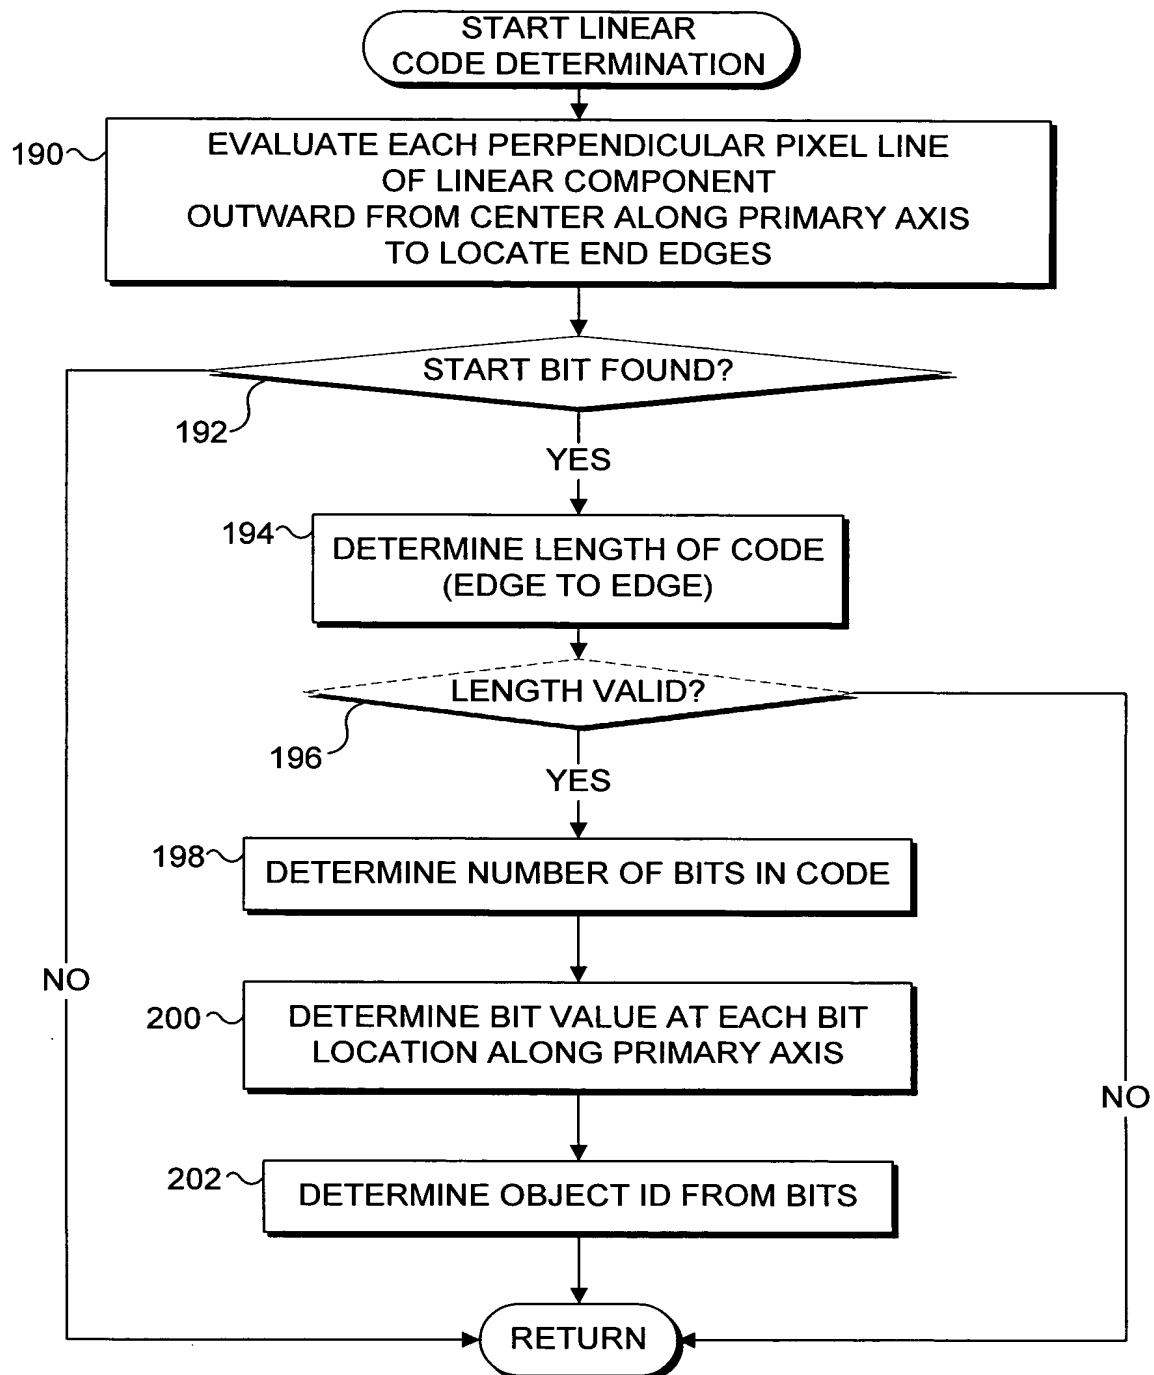 START LINEAR
CODE DETERMINATION
190
EVALUATE EACH PERPENDICULAR PIXEL LINE
OF LINEAR COMPONENT
OUTWARD FROM CENTER ALONG PRIMARY AXIS
TO LOCATE END EDGES
START BIT FOUND?
192
YES
194
DETERMINE LENGTH OF CODE
(EDGE TO EDGE)
LENGTH VALID?
196
YES
198
DETERMINE NUMBER OF BITS IN CODE
NO
200
DETERMINE BIT VALUE AT EACH BIT
LOCATION ALONG PRIMARY AXIS
NO
202
DETERMINE OBJECT ID FROM BITS
RETURN